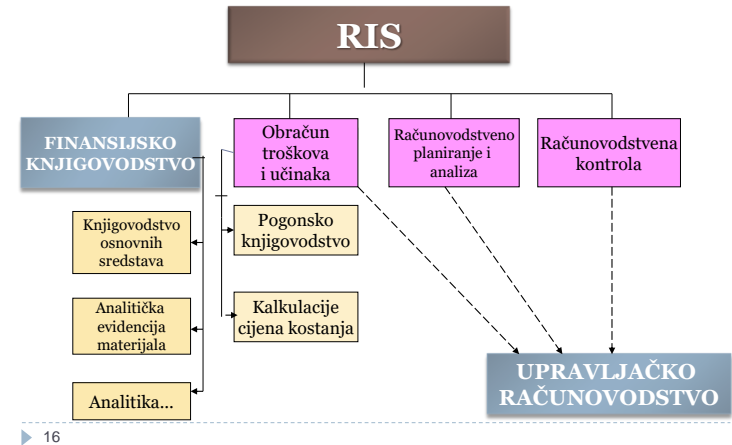 RIS
FINANSIJSKO
KNJIGOVODSTVO
Obračun
troškova
i učinaka
Računovodstveno
planiranje i
analiza
Računovodstvena
kontrola
Knjigovodstvo
osnovnih
sredstava
Pogonsko
knjigovodstvo
Analitička
evidencija
materijala
Kalkulacije
cijena kostanja
Analitika...
UPRAVLJAČKO
RAČUNOVODSTVO
16